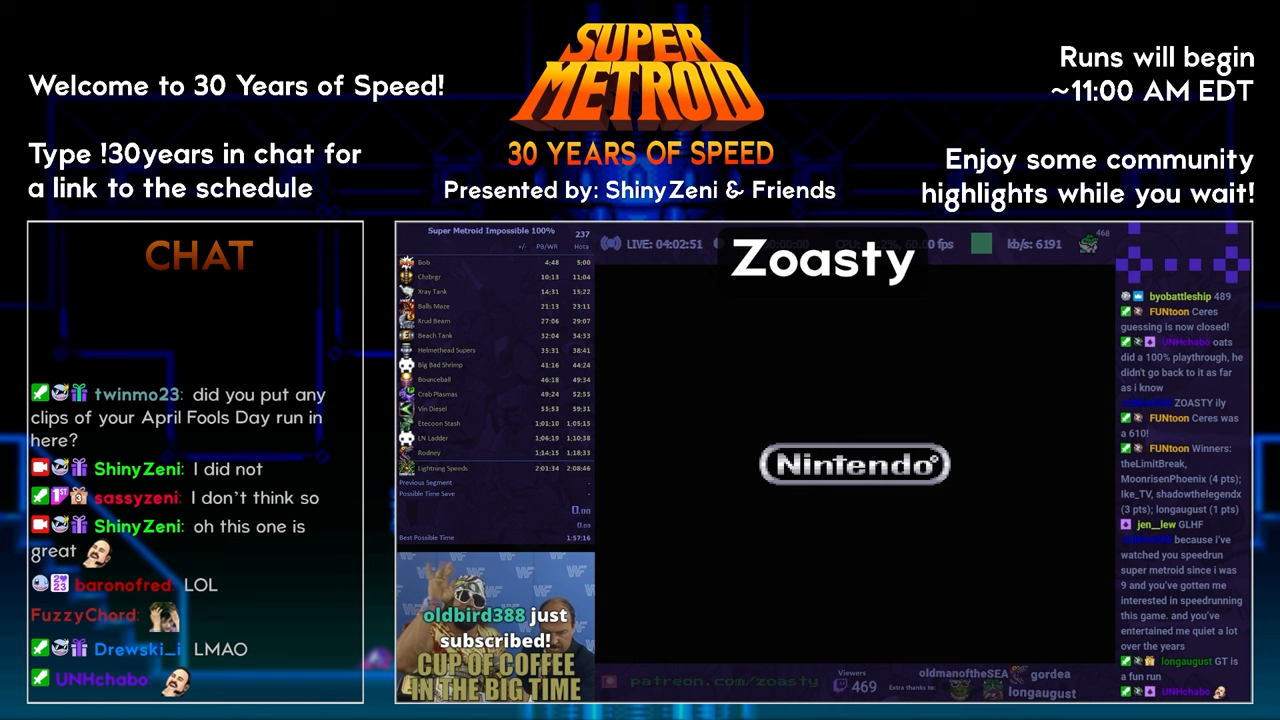 Welcome to 30 Years of Speed!
Type !30years in chat for
a link to the schedule
SUPER
METROID
30 YEARS OF SPEED
Presented by: ShinyZeni & Friends
Runs will begin
~11:00 AM EDT
Enjoy some community
highlights while you wait!
CHAT
twinmo23: did you put any
clips of your April Fools Day run in
here?
ShinyZeni: I did not
sassyzeni: I don't think so
ShinyZeni: oh this one is
great
baronofred: LOL
FuzzyChord:
Drewski_i: LMAO
UNHchabo:
Super Metroid Impossible 100%
237
+/- PB/WR Hota
Bob 4:48 5:00
Chzbrgr 10:13 11:04
Xray Tank 14:31 15:22
Balls Maze 21:13 23:11
Krud Beam 27:06 29:07
Beach Tank 32:04 34:33
Helmethead Supers 35:31 38:41
Big Bad Shrimp 41:16 44:24
Bounceball 46:18 49:34
Crab Plasmas 49:24 52:55
Vin Diesel 55:53 59:31
Etecoon Stash 1:01:10 1:05:15
LN Ladder 1:06:19 1:10:38
Rodney 1:14:15 1:18:33
Lightning Speeds 2:01:34 2:08:46
Previous Segment -
Possible Time Save -
0.00
0.00
Best Possible Time 1:57:16
oldbird388 just
subscribed!
CUP OF COFFEE
IN THE BIG TIME
LIVE: 04:02:51
Zoasty
fps
kb/s: 6191
468
Nintendo®
patreon.com/zoasty
Viewers
469
Extra thanks to:
oldmanoftheSEA
gordea
longaugust
byobattleship 489
FUNtoon Ceres
guessing is now closed!
UNHchabo oats
did a 100% playthrough, he
didn't go back to it as far
as i know
ZOASTY ily
FUNtoon Ceres was
a 610!
FUNtoon Winners:
theLimitBreak,
MoonrisenPhoenix (4 pts);
Ike_TV, shadowthelegendx
(3 pts); longaugust (1 pts)
jen__lew GLHF
because i've
watched you speedrun
super metroid since i was
9 and you've gotten me
interested in speedrunning
this game. and you've
entertained me quiet a lot
over the years
longaugust GT is
a fun run
UNHchabo